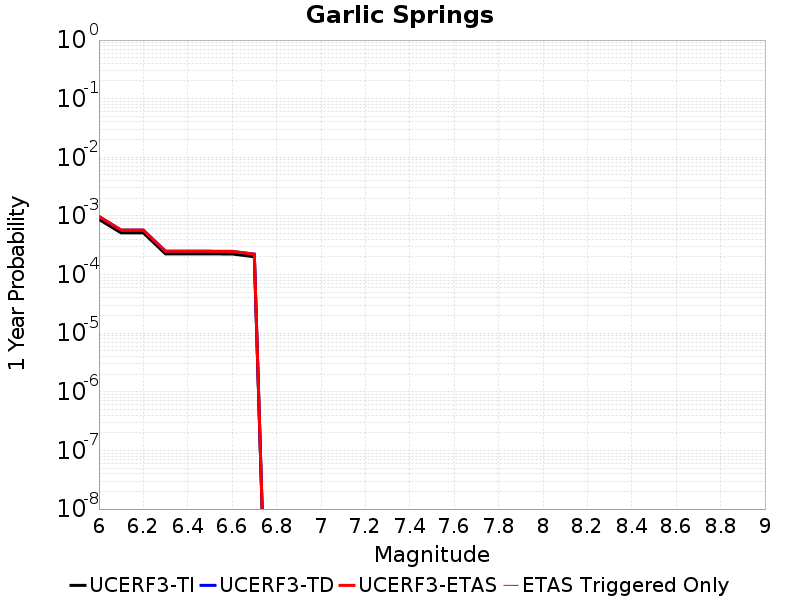 Garlic Springs
10^0
10^-1
10^-2
10^-3
10^-4
10^-5
10^-6
10^-7
10^-8
1 Year Probability
6 6.2 6.4 6.6 6.8 7 7.2 7.4 7.6 7.8 8 8.2 8.4 8.6 8.8 9
Magnitude
UCERF3-TI UCERF3-TD UCERF3-ETAS ETAS Triggered Only